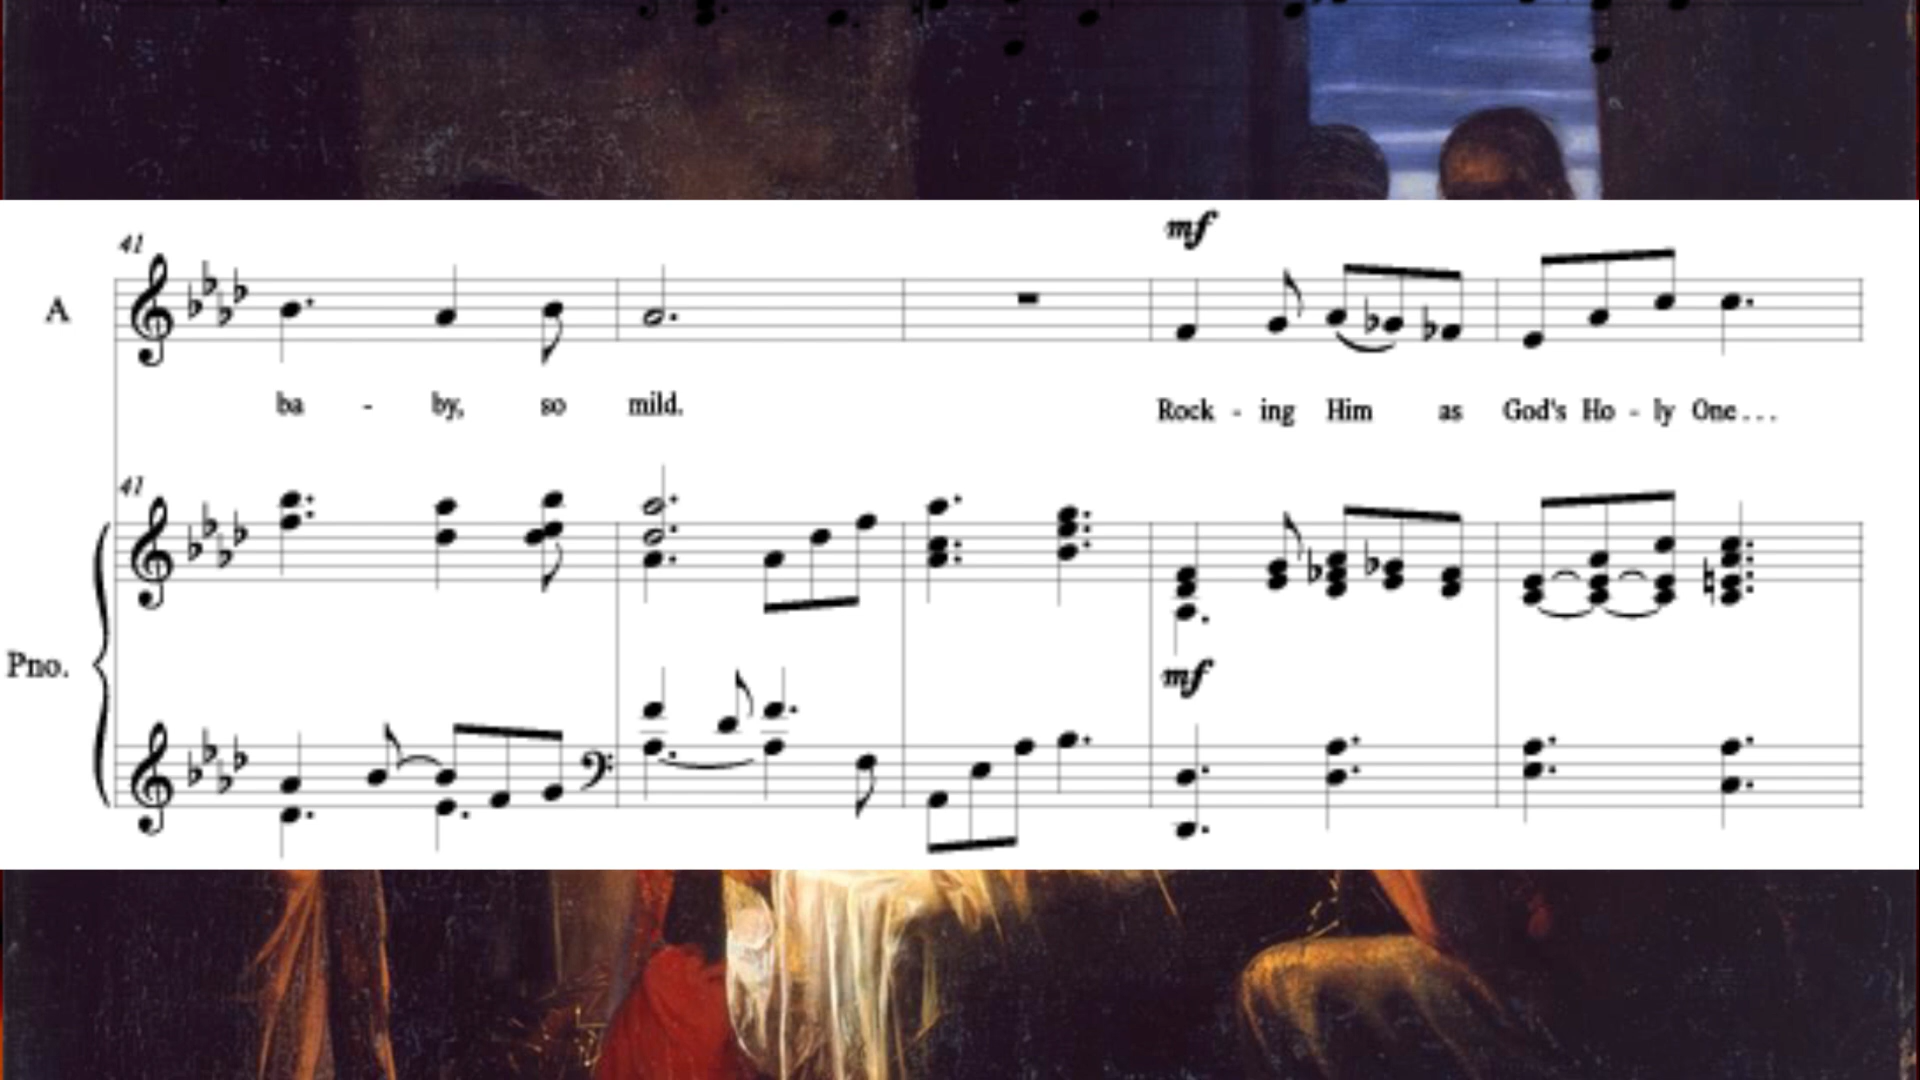 41
mf
A
ba - by, so mild. Rock - ing Him as God's Ho - ly One...
41
Pno.
mf